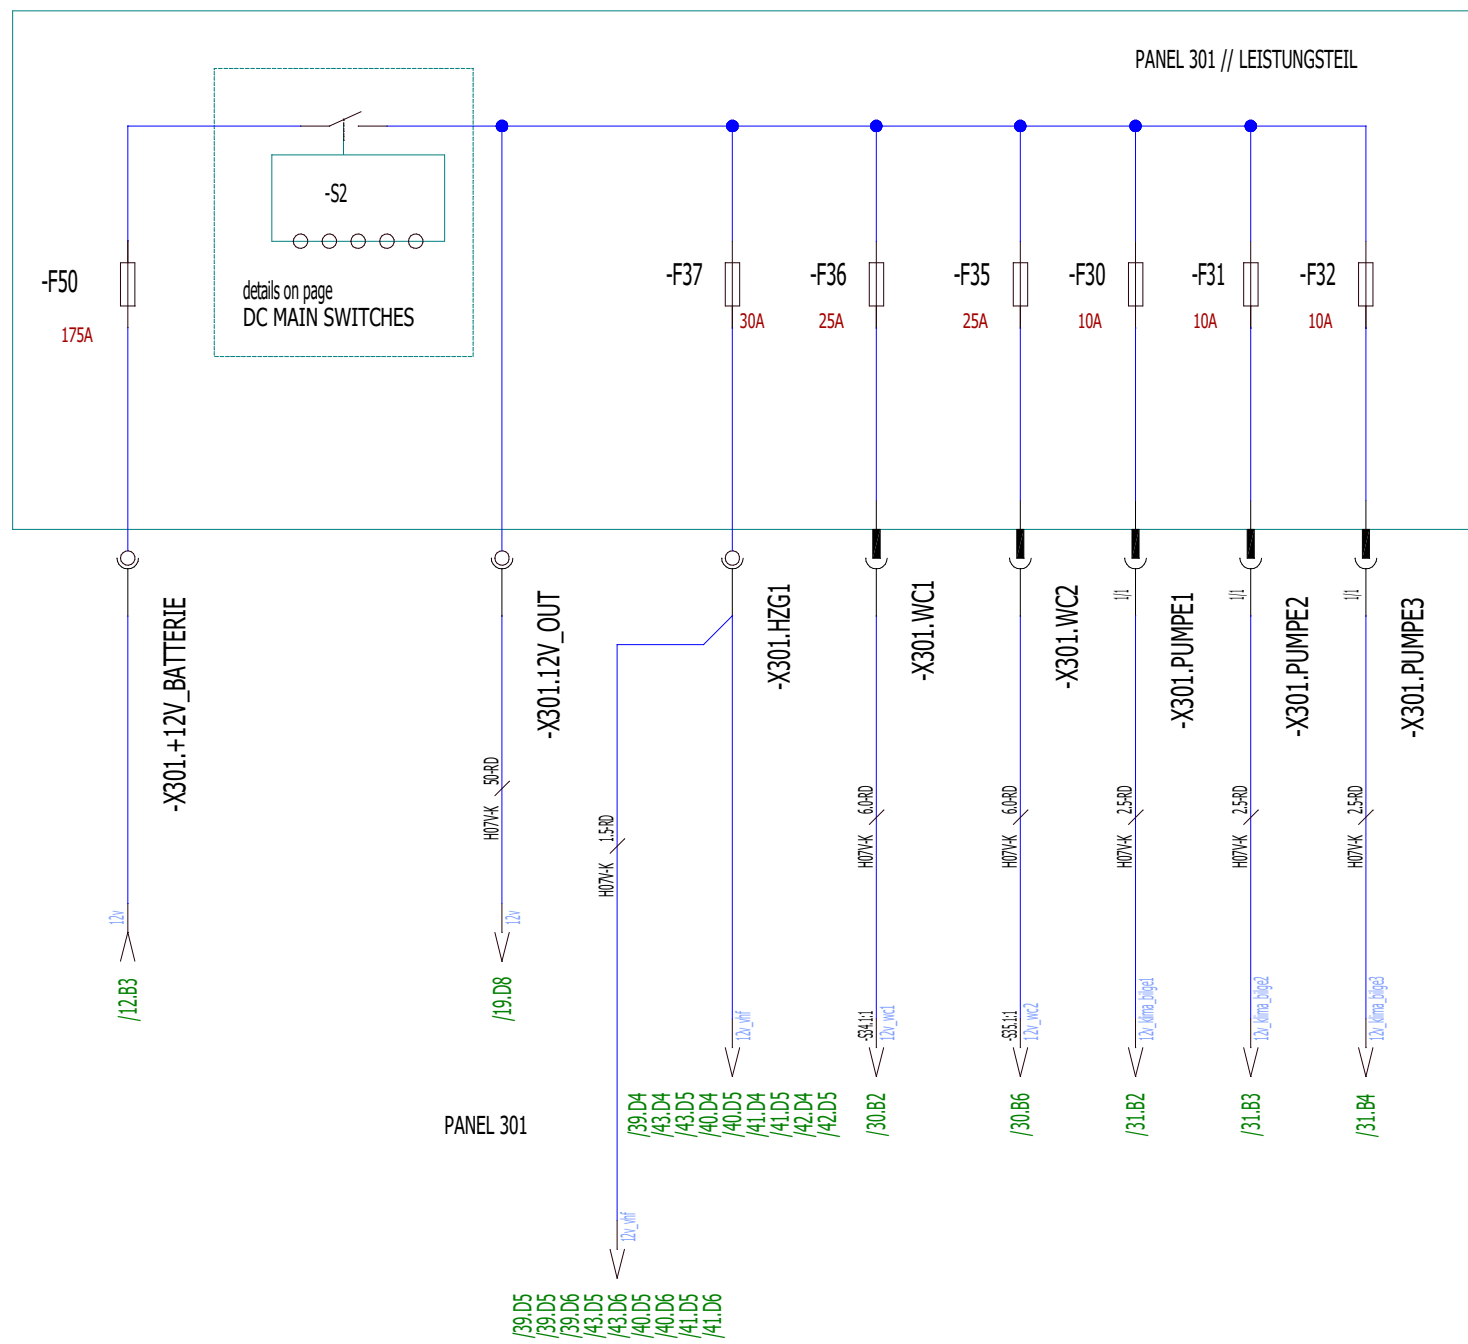 PANEL 301 // LEISTUNGSTEIL
-S2
details on page
DC MAIN SWITCHES
-F50
175A
-F37
30A
-F36
25A
-F35
25A
-F30
10A
-F31
10A
-F32
10A
-X301.+12V_BATTERIE
-X301.12V_OUT
-X301.HZG1
-X301.WC1
-X301.WC2
1/1
-X301.PUMPE1
1/1
-X301.PUMPE2
1/1
-X301.PUMPE3
H07V-K 50-RD
H07V-K 1.5-RD
H07V-K 6.0-RD
H07V-K 6.0-RD
H07V-K 2.5-RD
H07V-K 2.5-RD
H07V-K 2.5-RD
12v
/12.B3
12v
/19.D8
12v_vhf
/39.D4
/43.D4
/43.D5
/40.D4
/40.D5
/41.D4
/41.D5
/42.D4
/42.D5
-S34.1:1
12v_wc1
/30.B2
-S35.1:1
12v_wc2
/30.B6
12v_klima_bilge1
/31.B2
12v_klima_bilge2
/31.B3
12v_klima_bilge3
/31.B4
PANEL 301
12v_vhf
/39.D5
/39.D5
/39.D6
/43.D5
/43.D6
/40.D5
/40.D6
/41.D5
/41.D6